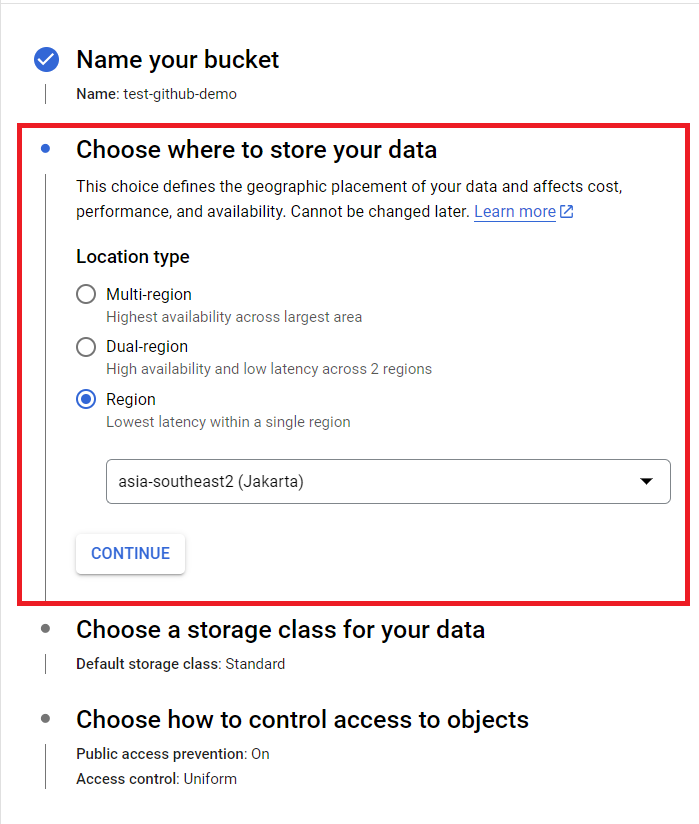 Name your bucket
Name: test-github-demo
Choose where to store your data
This choice defines the geographic placement of your data and affects cost,
performance, and availability. Cannot be changed later. Learn more
Location type
Multi-region
Highest availability across largest area
Dual-region
High availability and low latency across 2 regions
Region
Lowest latency within a single region
asia-southeast2 (Jakarta)
CONTINUE
Choose a storage class for your data
Default storage class: Standard
Choose how to control access to objects
Public access prevention: On
Access control: Uniform